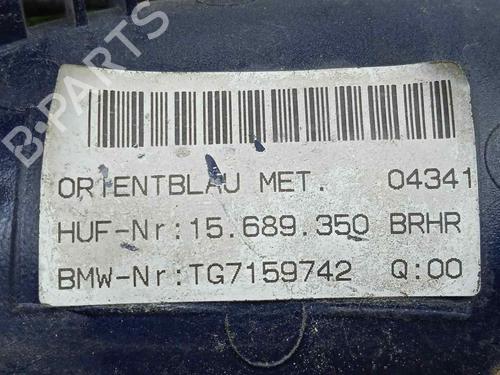 B-PARTS
ORIENTBLAU MET. 04341
HUF-Nr:15.689.350 BRHR
BMW-Nr:TG7159742 Q:00